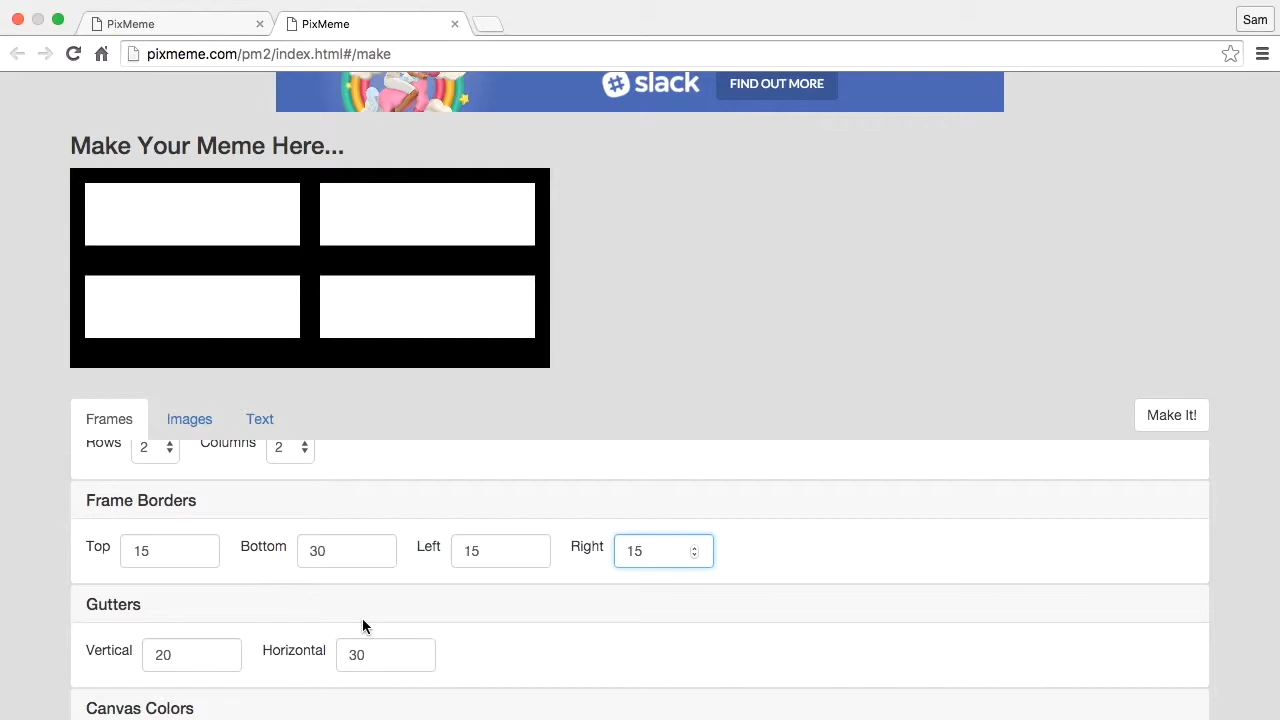 PixMeme
PixMeme
Sam
pixmeme.com/pm2/index.html#/make
slack FIND OUT MORE
Make Your Meme Here...
Frames Images Text Make It!
Rows 2 Columns 2
Frame Borders
Top 15 Bottom 30 Left 15 Right 15
Gutters
Vertical 20 Horizontal 30
Canvas Colors